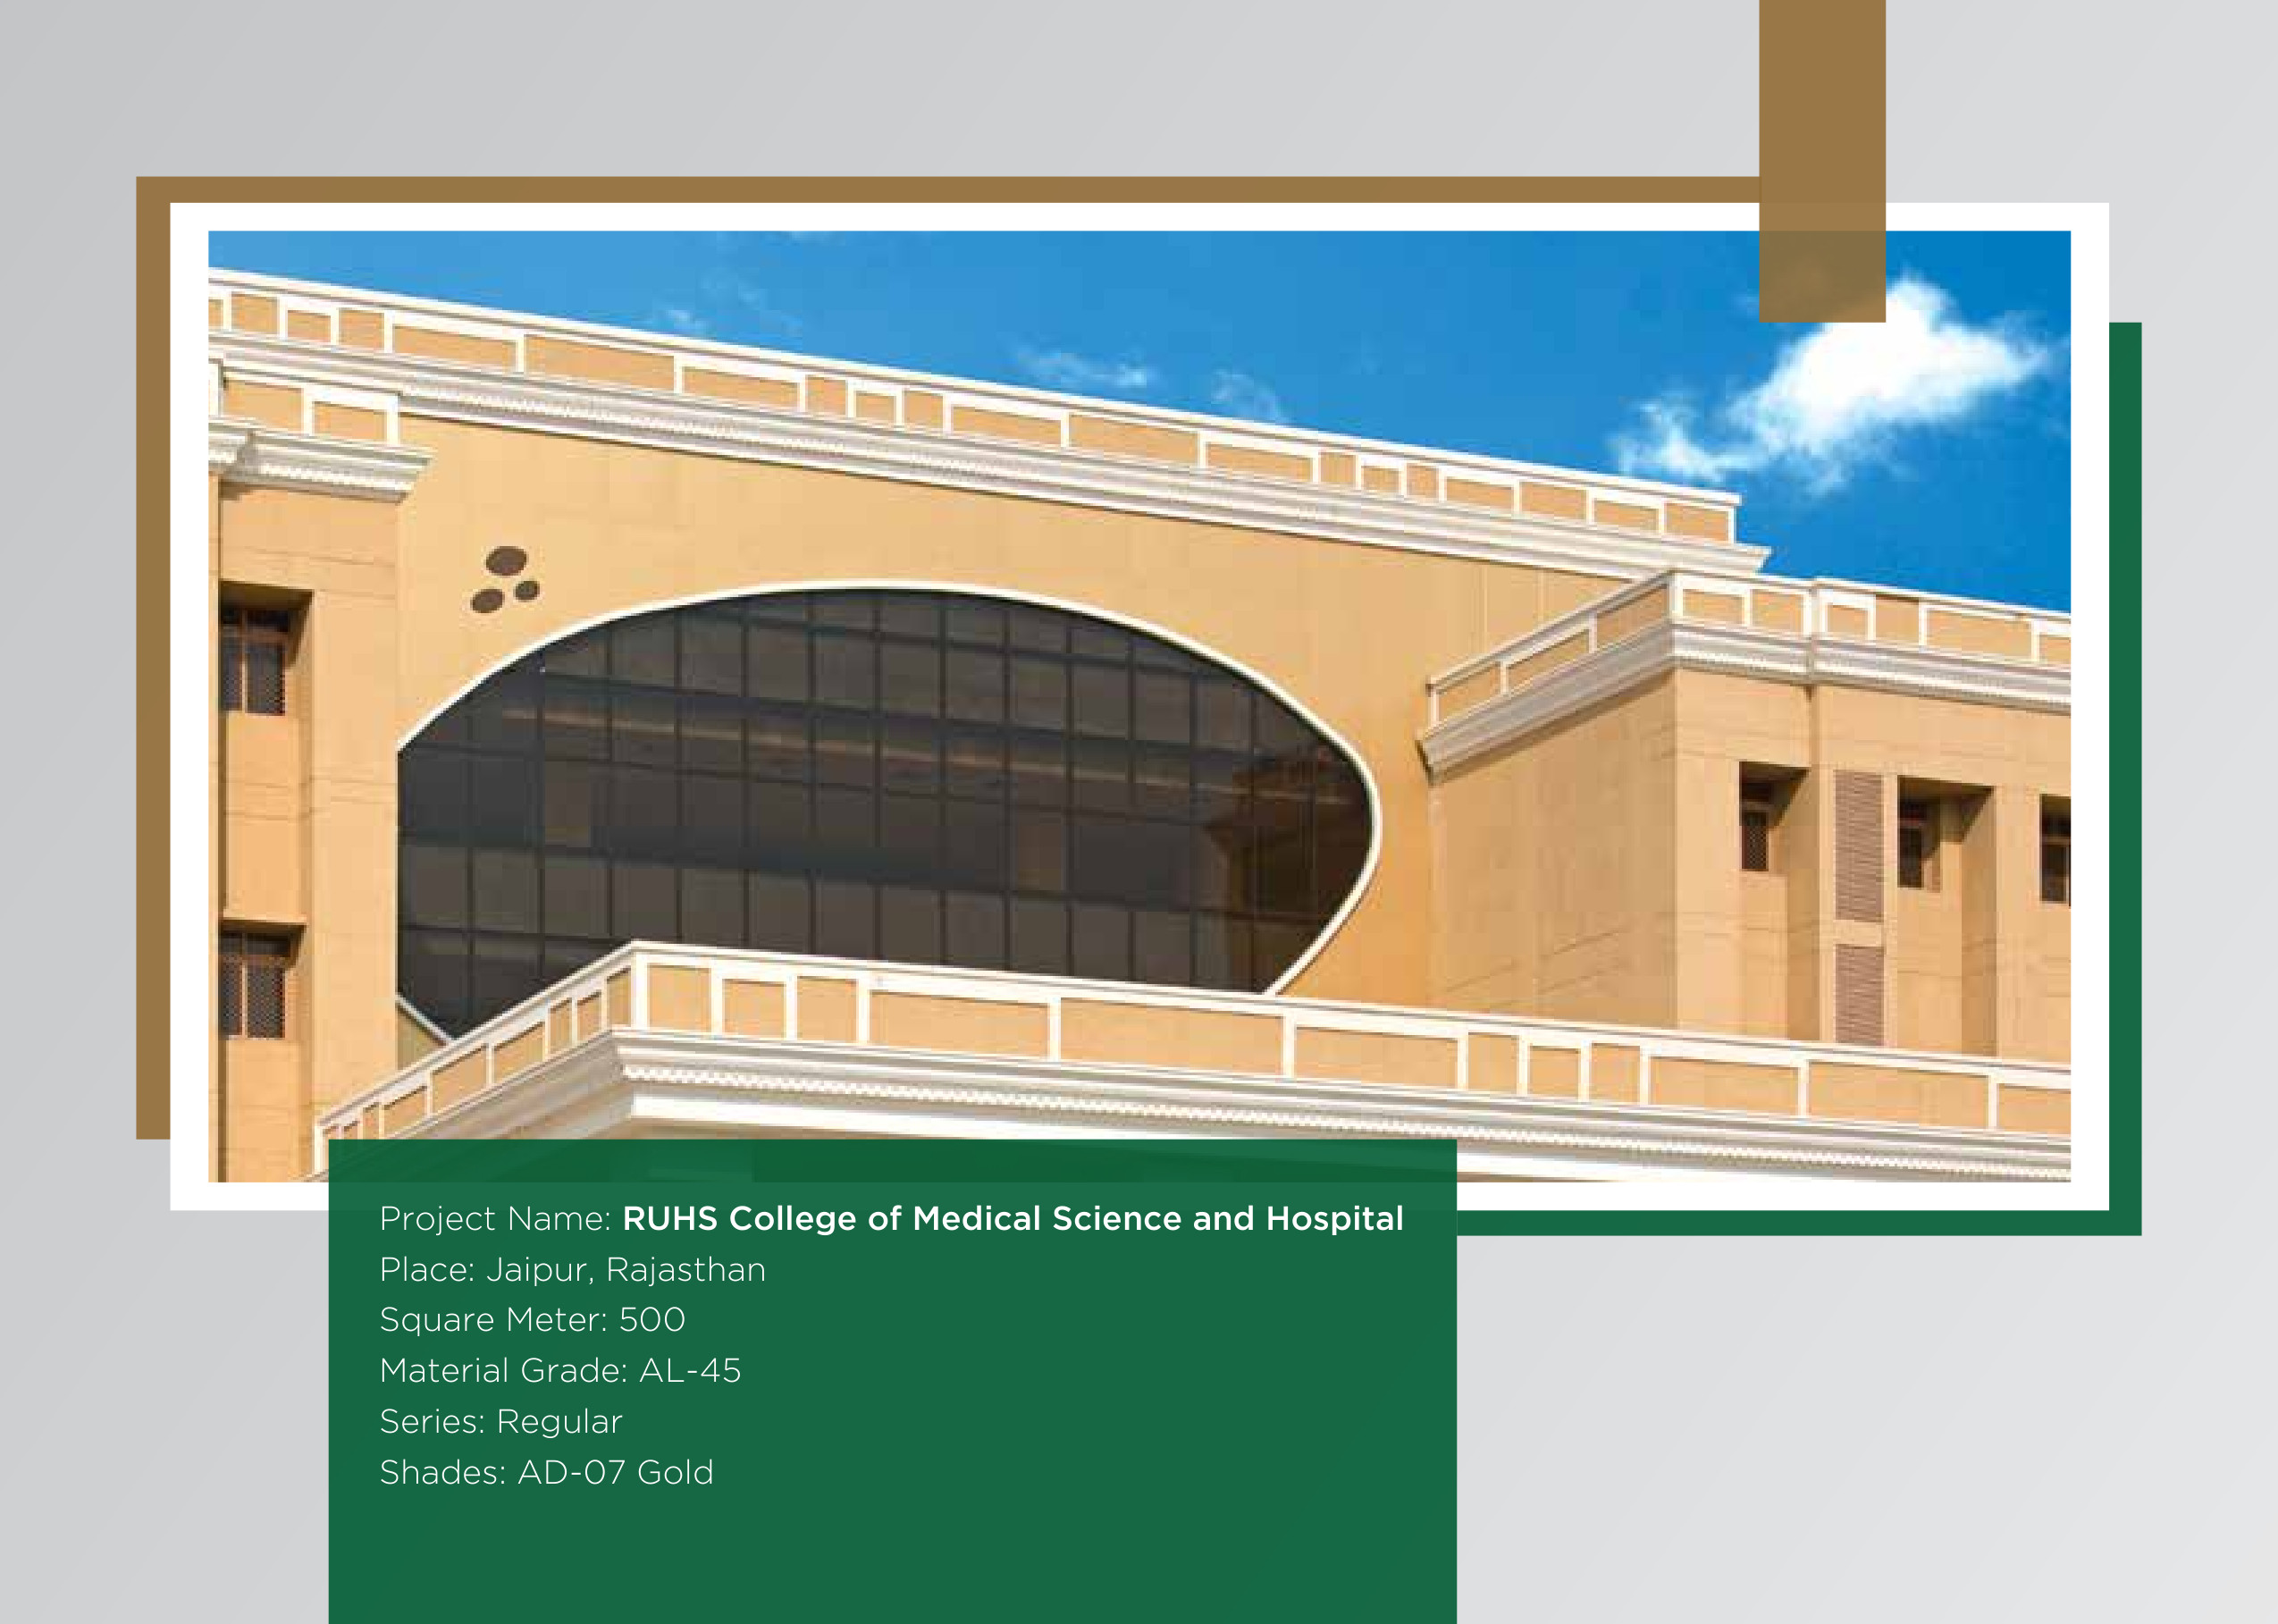 Project Name: RUHS College of Medical Science and Hospital
Place: Jaipur, Rajasthan
Square Meter: 500
Material Grade: AL-45
Series: Regular
Shades: AD-07 Gold